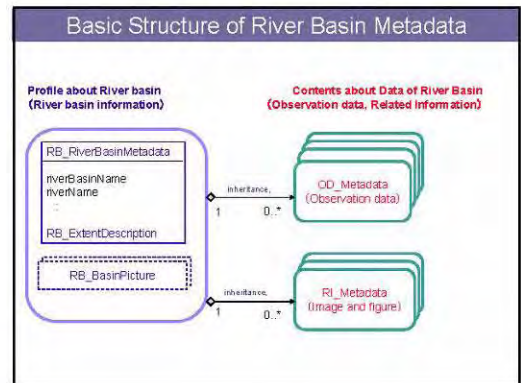 Basic Structure of River Basin Metadata
Profile about River basin
(River basin information)
Contents about Data of River Basin
(Observation data, Related Information)
RB_RiverBasinMetadata
riverBasinName
riverName
::
RB_ExtentDescription
RB_BasinPicture
inheritance,
1
0..*
OD_Metadata
(Observation data)
inheritance,
1
0..*
RI_Metadata
(Image and figure)